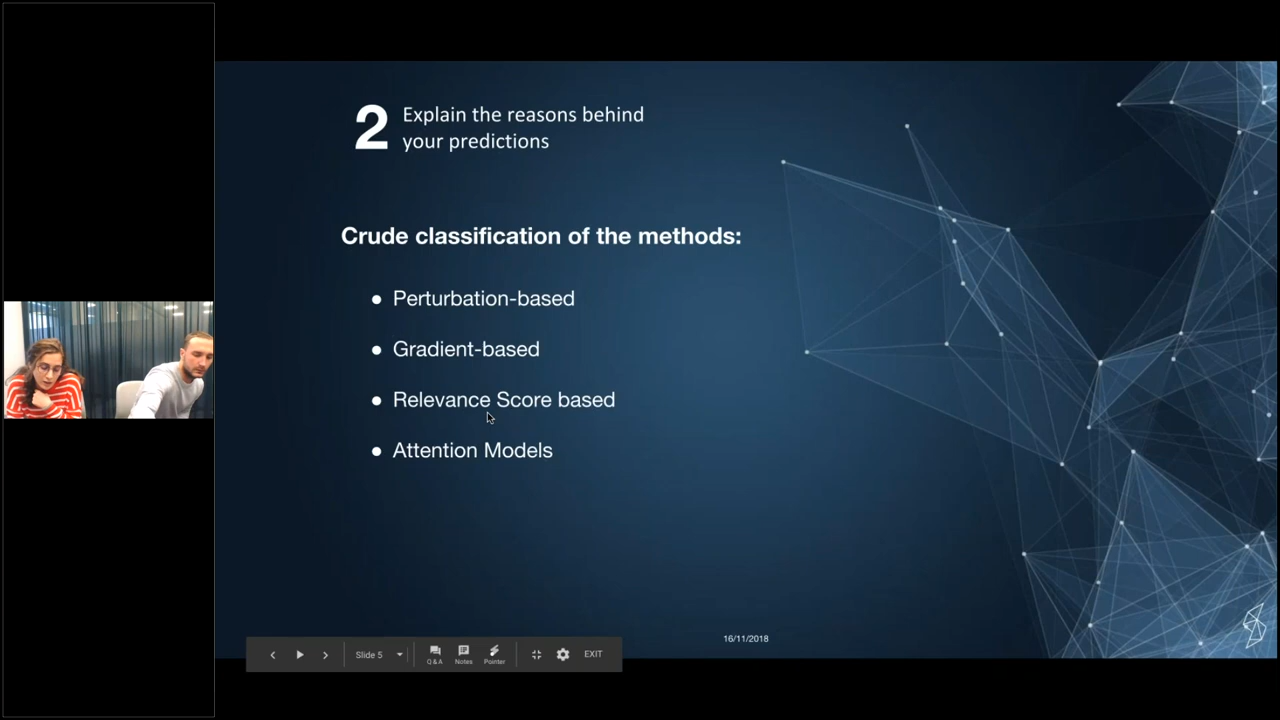 2
Explain the reasons behind
your predictions
Crude classification of the methods:
● Perturbation-based
● Gradient-based
● Relevance Score based
● Attention Models
16/11/2018
Slide 5
Q&A
Notes
Pointer
EXIT